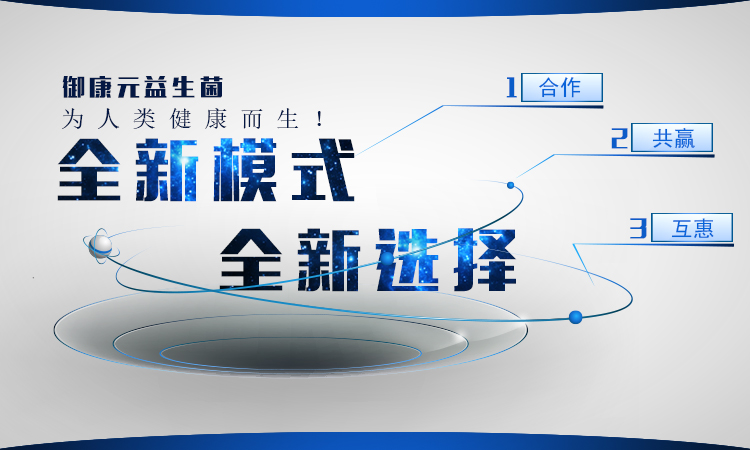 御康元益生菌
为人类健康而生！
全新模式
全新选择
1 合作
2 共赢
3 互惠